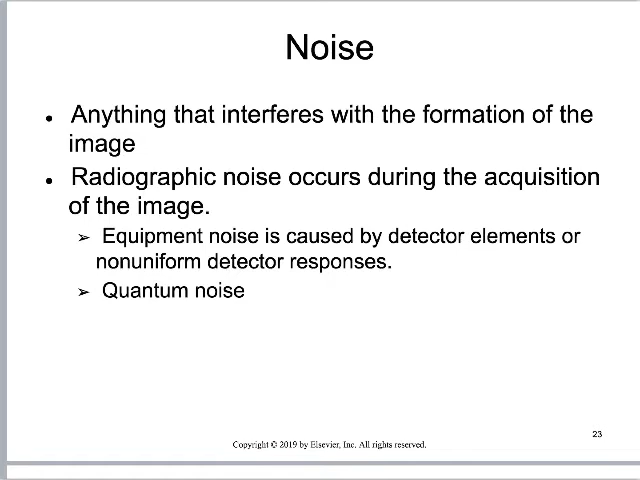 Noise
• Anything that interferes with the formation of the
image
• Radiographic noise occurs during the acquisition
of the image.
➢ Equipment noise is caused by detector elements or
nonuniform detector responses.
➢ Quantum noise
23
Copyright © 2019 by Elsevier, Inc. All rights reserved.